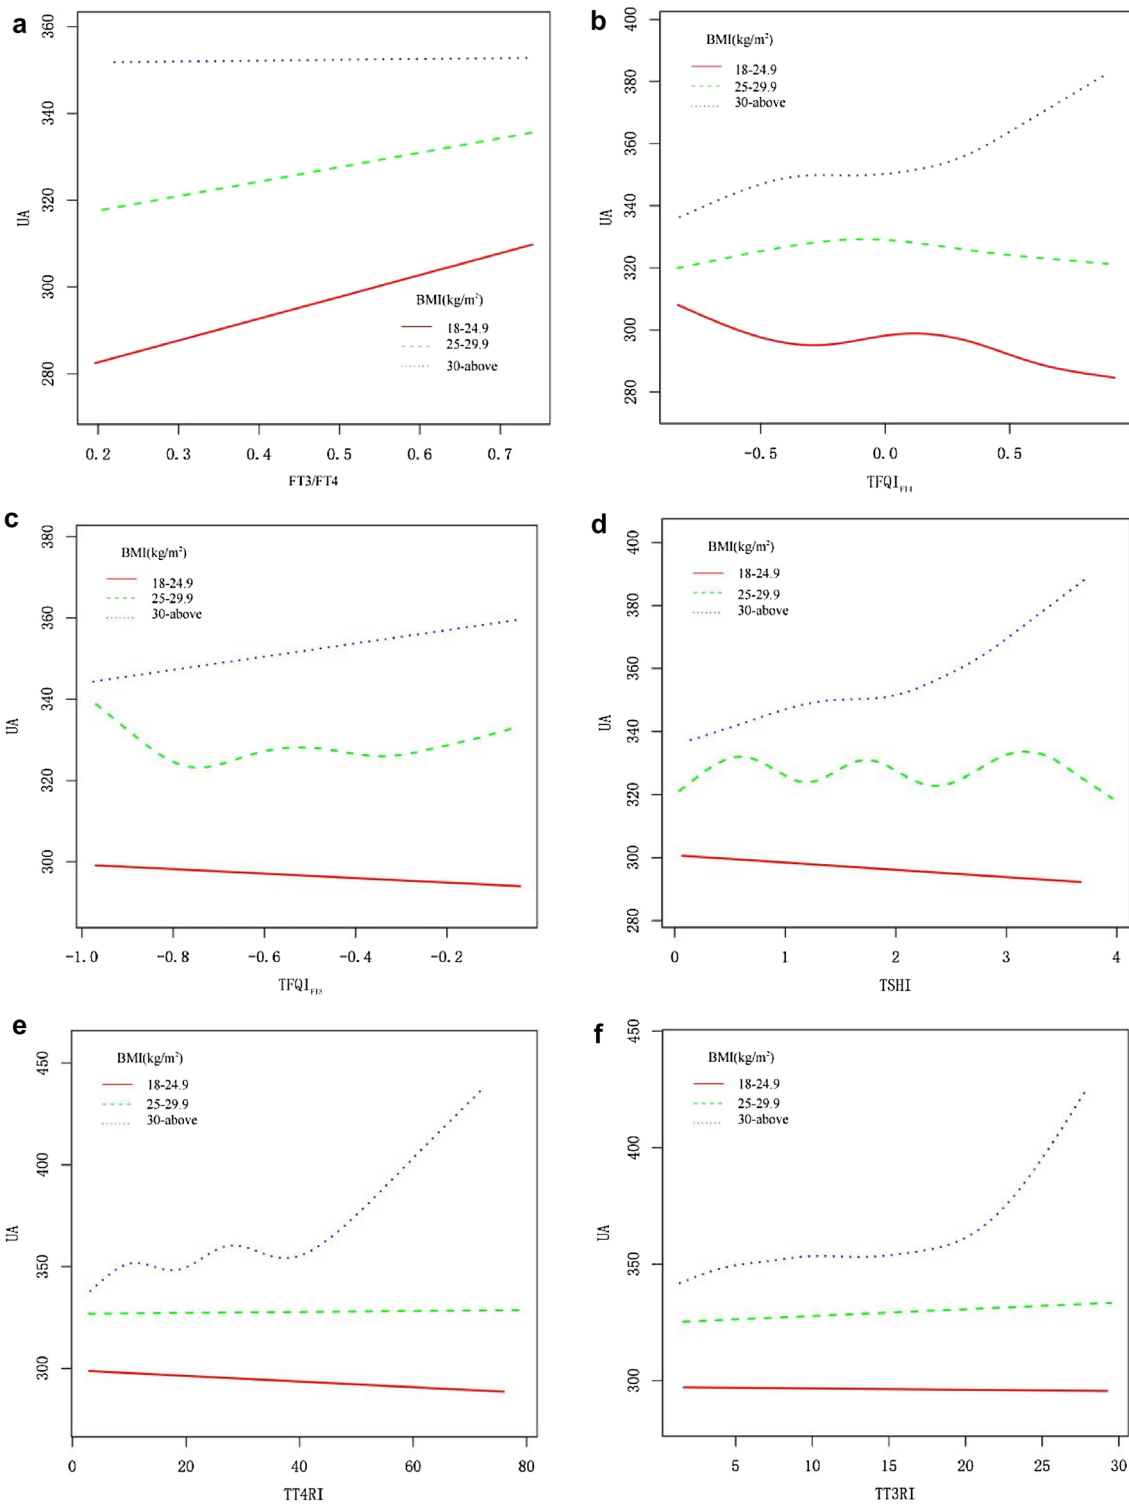 a
360
340
320
300
280
UA
BMI(kg/m²)
18-24.9
25-29.9
30-above
0.2 0.3 0.4 0.5 0.6 0.7
FT3/FT4
b
400
380
360
340
320
300
280
UA
BMI(kg/m²)
18-24.9
25-29.9
30-above
-0.5 0.0 0.5
TFQI FT4
c
380
360
340
320
300
UA
BMI(kg/m²)
18-24.9
25-29.9
30-above
-1.0 -0.8 -0.6 -0.4 -0.2
TFQI FT3
d
400
380
360
340
320
300
280
UA
BMI(kg/m²)
18-24.9
25-29.9
30-above
0 1 2 3 4
TSHI
e
450
400
350
300
UA
BMI(kg/m²)
18-24.9
25-29.9
30-above
0 20 40 60 80
TT4RI
f
450
400
350
300
UA
BMI(kg/m²)
18-24.9
25-29.9
30-above
5 10 15 20 25 30
TT3RI